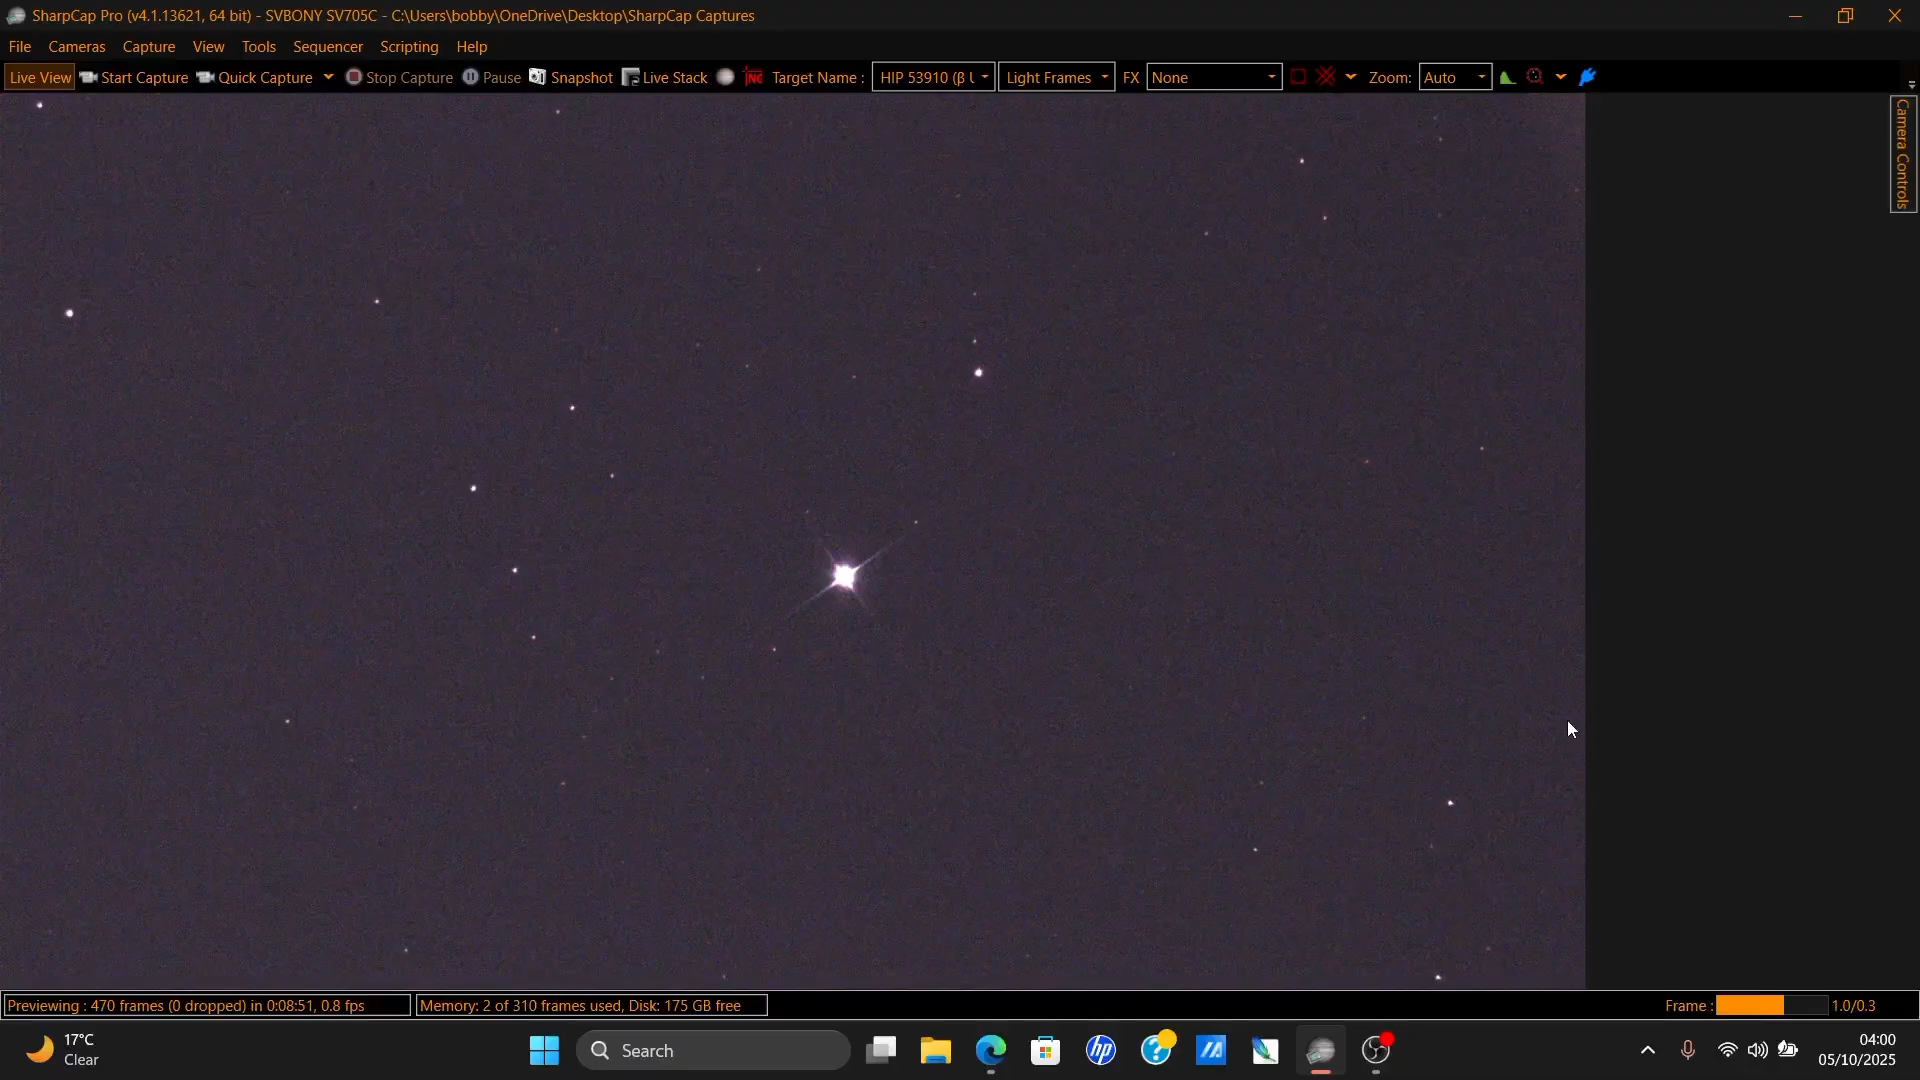 SharpCap Pro (v4.1.13621, 64 bit) - SVBONY SV705C - C:\Users\bobby\OneDrive\Desktop\SharpCap Captures
File Cameras Capture View Tools Sequencer Scripting Help
Live View Start Capture Quick Capture Stop Capture Pause Snapshot Live Stack Target Name : HIP 53910 (β U Light Frames FX None Zoom: Auto
Camera Controls
Previewing : 470 frames (0 dropped) in 0:08:51, 0.8 fps Memory: 2 of 310 frames used, Disk: 175 GB free Frame : 1.0/0.3
17°C
Clear
Search
hp
04:00
05/10/2025